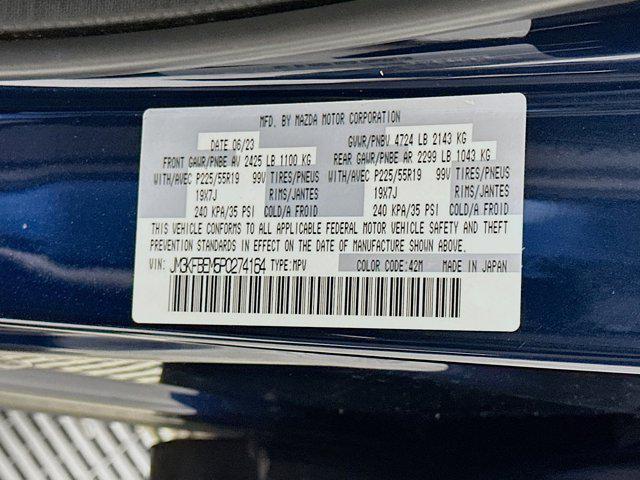 MFD. BY MAZDA MOTOR CORPORATION
DATE 06/23 GVWR/PNBV 4724 LB 2143 KG
FRONT GAWR/PNBE AV 2425 LB 1100 KG REAR GAWR/PNBE AR 2299 LB 1043 KG
WITH/AVEC P225/55R19 99V TIRES/PNEUS WITH/AVEC P225/55R19 99V TIRES/PNEUS
19X7J RIMS/JANTES 19X7J RIMS/JANTES
240 KPA/35 PSI COLD/A FROID 240 KPA/35 PSI COLD/A FROID
THIS VEHICLE CONFORMS TO ALL APPLICABLE FEDERAL MOTOR VEHICLE SAFETY AND THEFT
PREVENTION STANDARDS IN EFFECT ON THE DATE OF MANUFACTURE SHOWN ABOVE.
VIN: JM3KFBEM5P0274164 TYPE:MPV COLOR CODE:42M MADE IN JAPAN